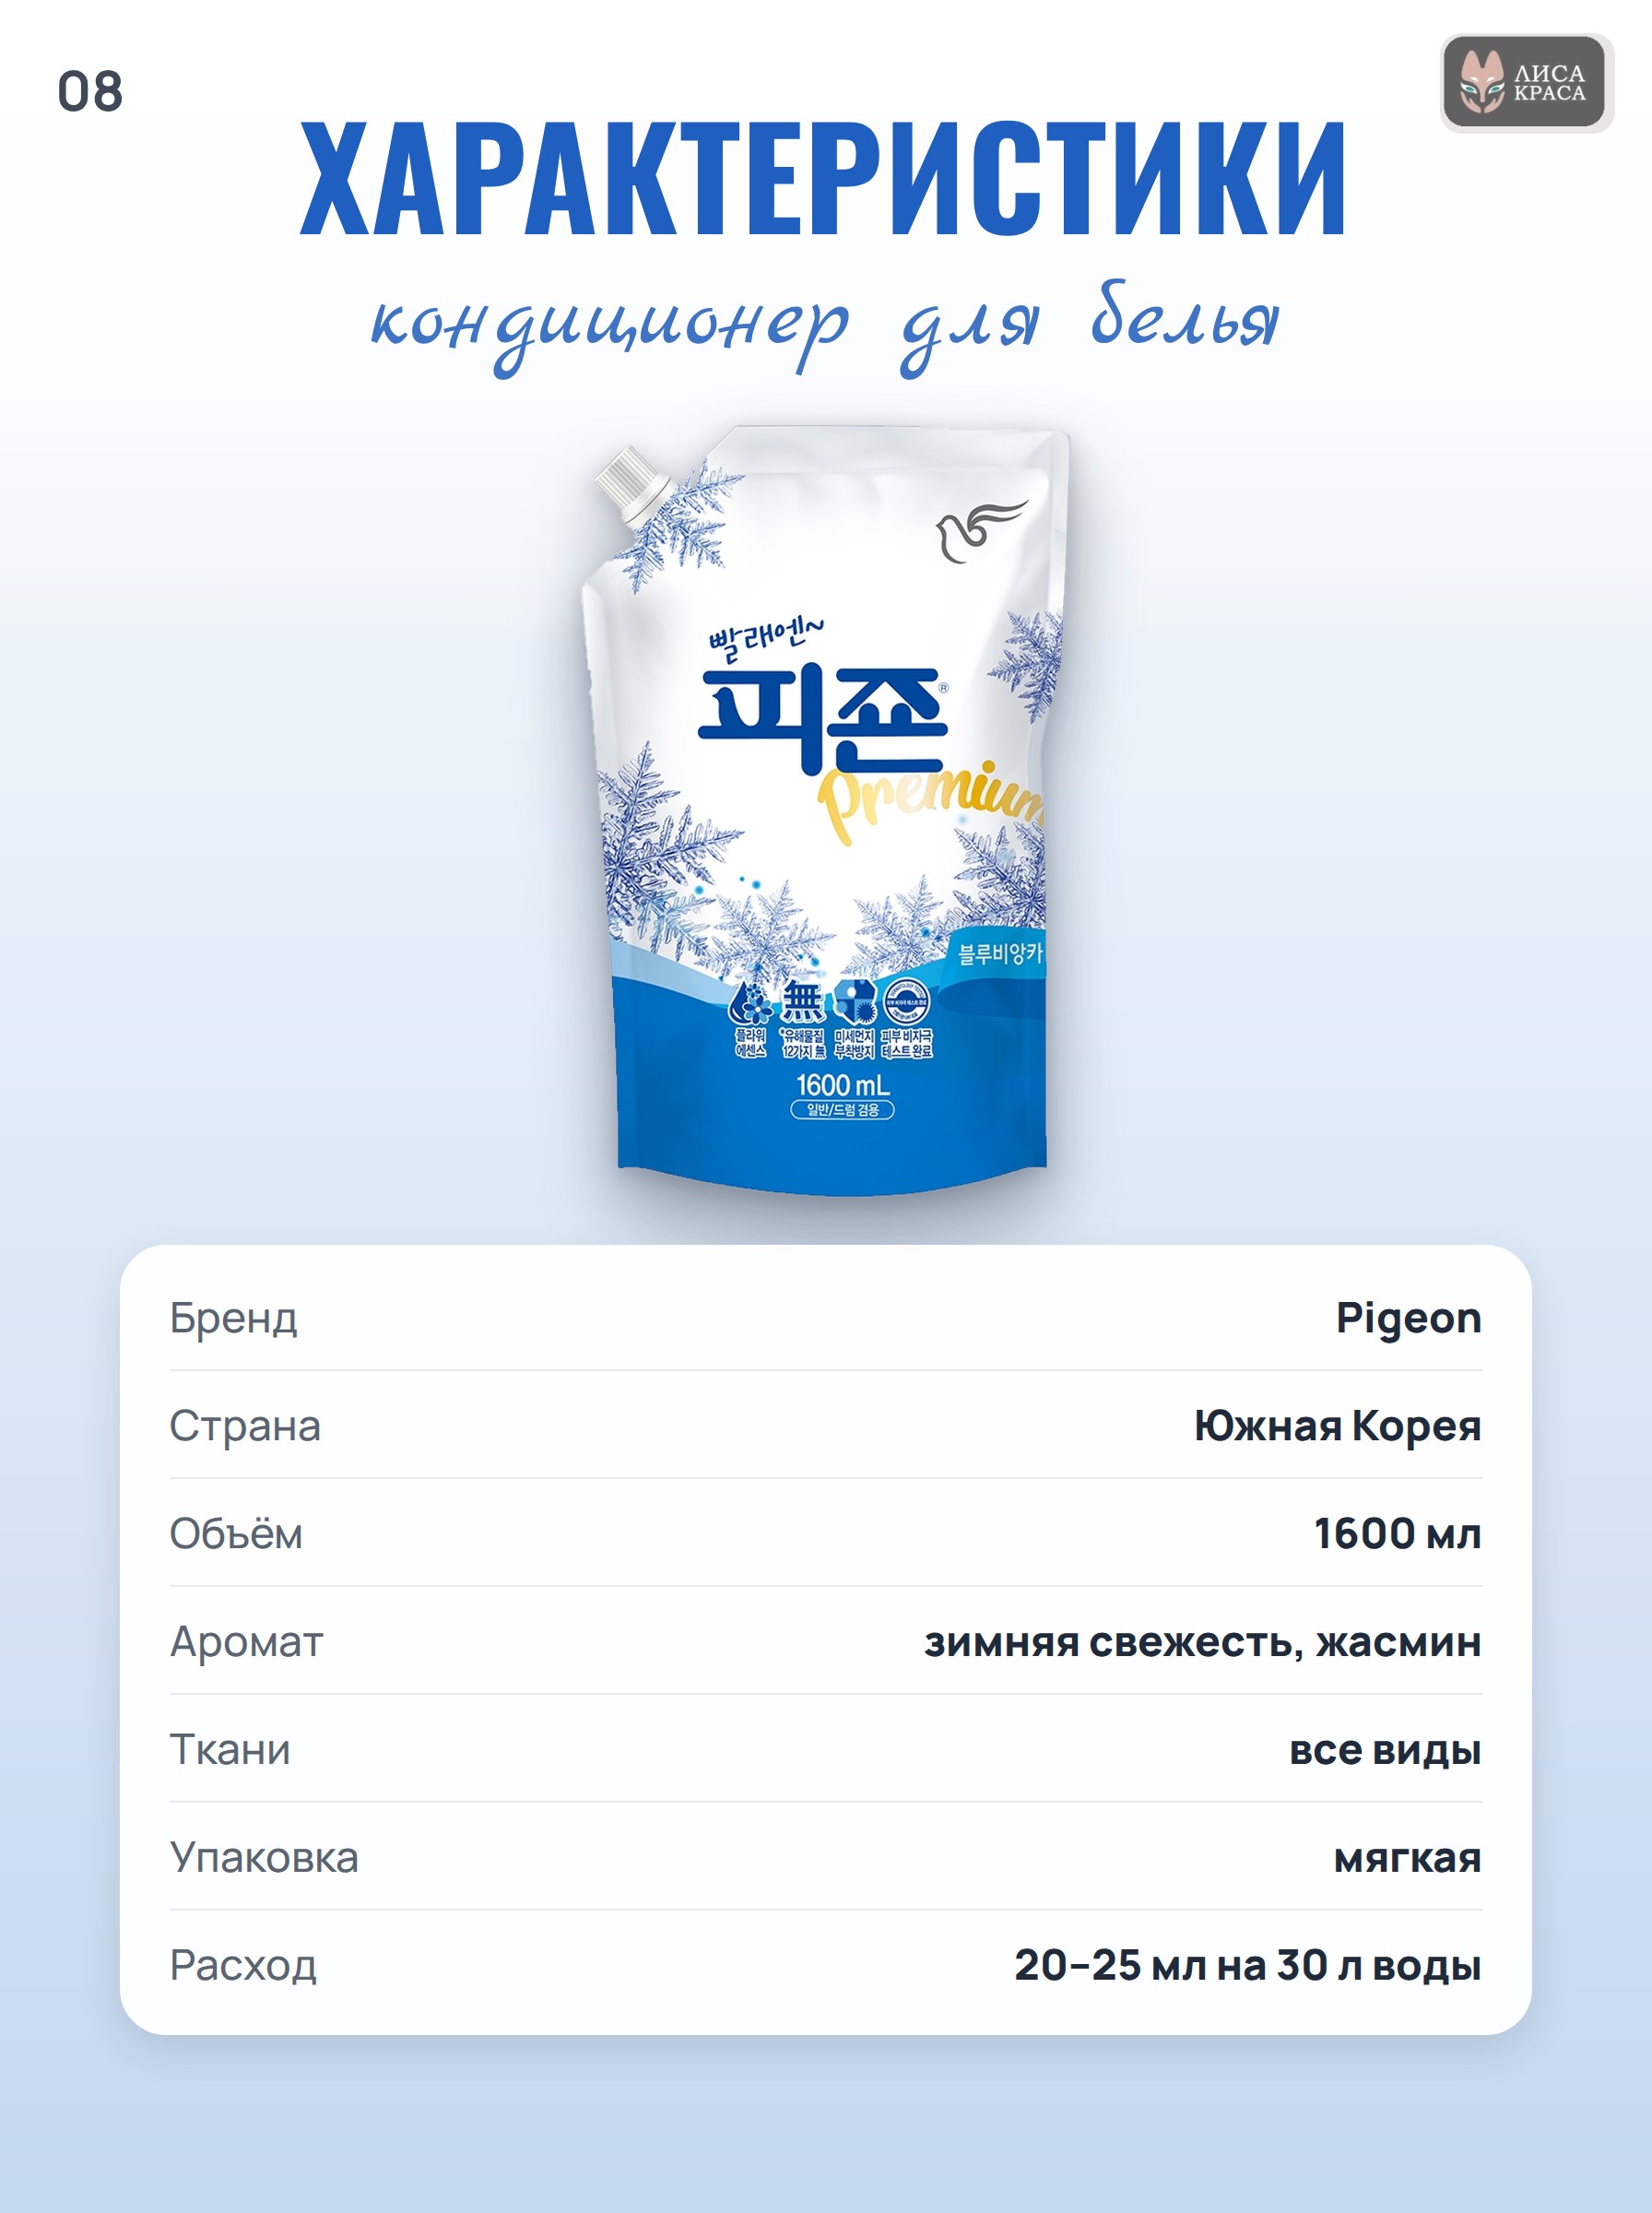 08
ЛИСА
КРАСА
ХАРАКТЕРИСТИКИ
кондиционер для белья
빨래엔~
피죤®
Premium
블루비앙카
無
플라워
에센스
*유해물질
12가지 無
미세먼지
부착방지
피부 비자극
테스트 완료
1600 mL
일반/드럼 겸용
Бренд Pigeon
Страна Южная Корея
Объём 1600 мл
Аромат зимняя свежесть, жасмин
Ткани все виды
Упаковка мягкая
Расход 20–25 мл на 30 л воды